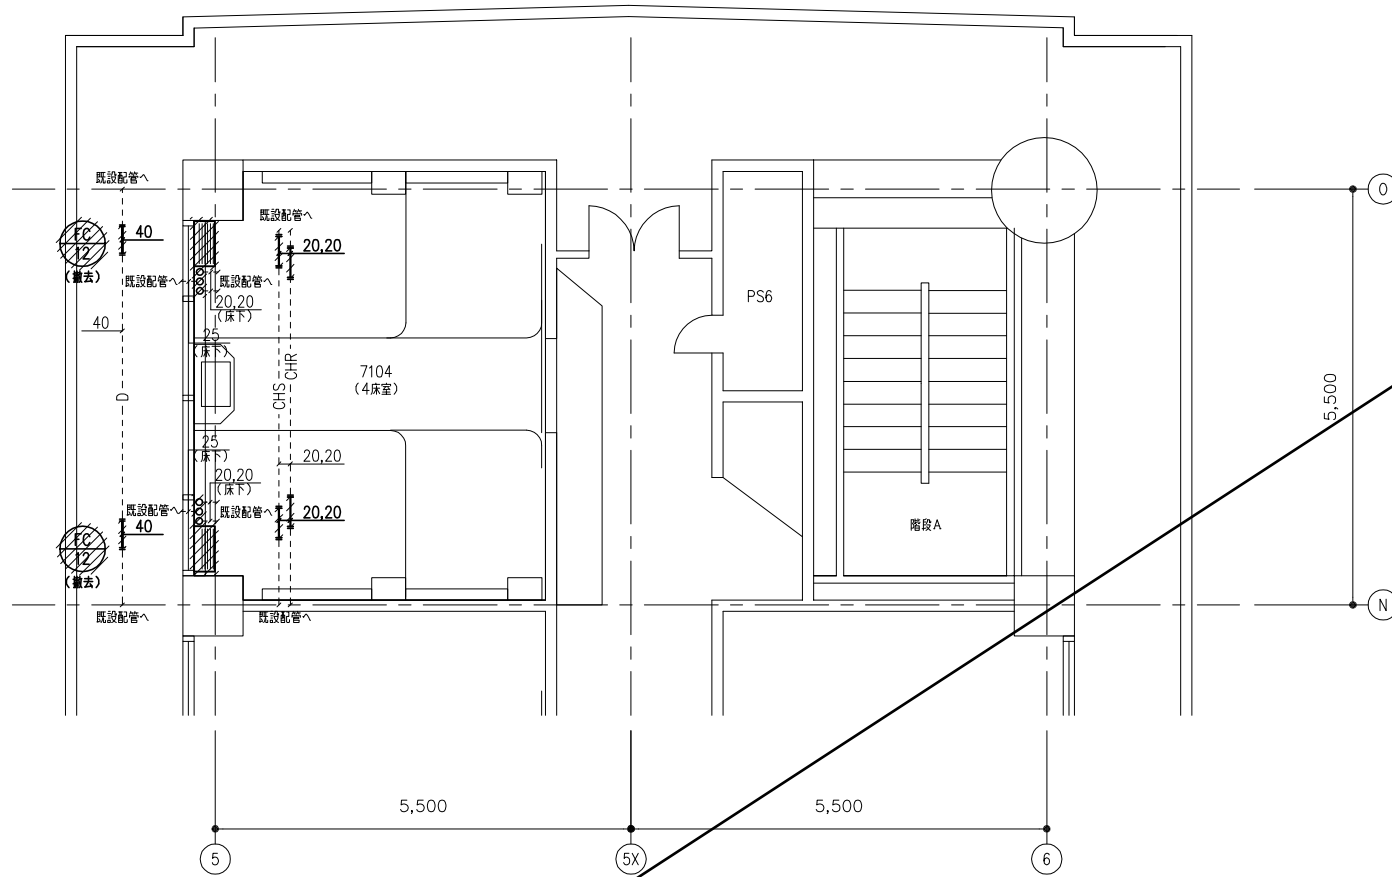 既設配管へ
O
既設配管へ
FC
12
(撤去)
40
20,20
既設配管へ
既設配管へ
20,20
(床下)
PS6
40
25
(床下)
CHR
7104
(4床室)
CHS
D
5,500
25
(床下)
20,20
20,20
(床下)
既設配管へ
既設配管へ
20,20
40
FC
12
(撤去)
階段A
既設配管へ
既設配管へ
N
5,500
5,500
5
5X
6